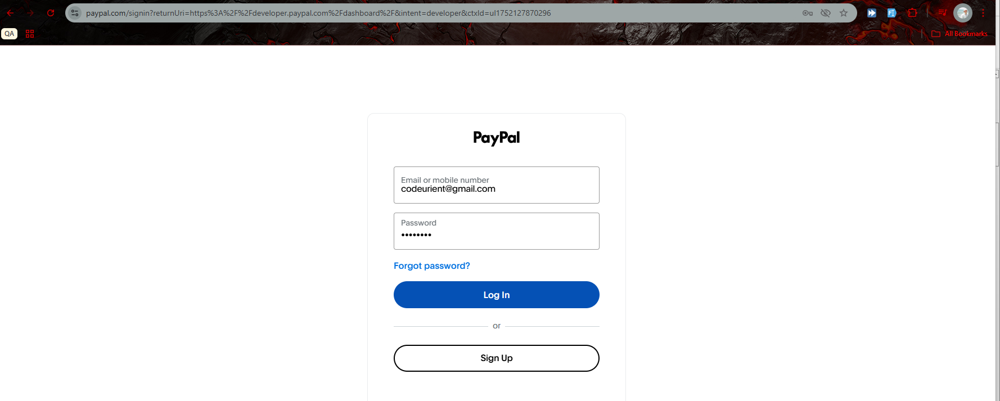 paypal.com/signin?returnUri=https%3A%2F%2Fdeveloper.paypal.com%2Fdashboard%2F&intent=developer&ctxId=ul1752127870296
QA
All Bookmarks
PayPal
Email or mobile number
codeurient@gmail.com
Password
Forgot password?
Log In
or
Sign Up